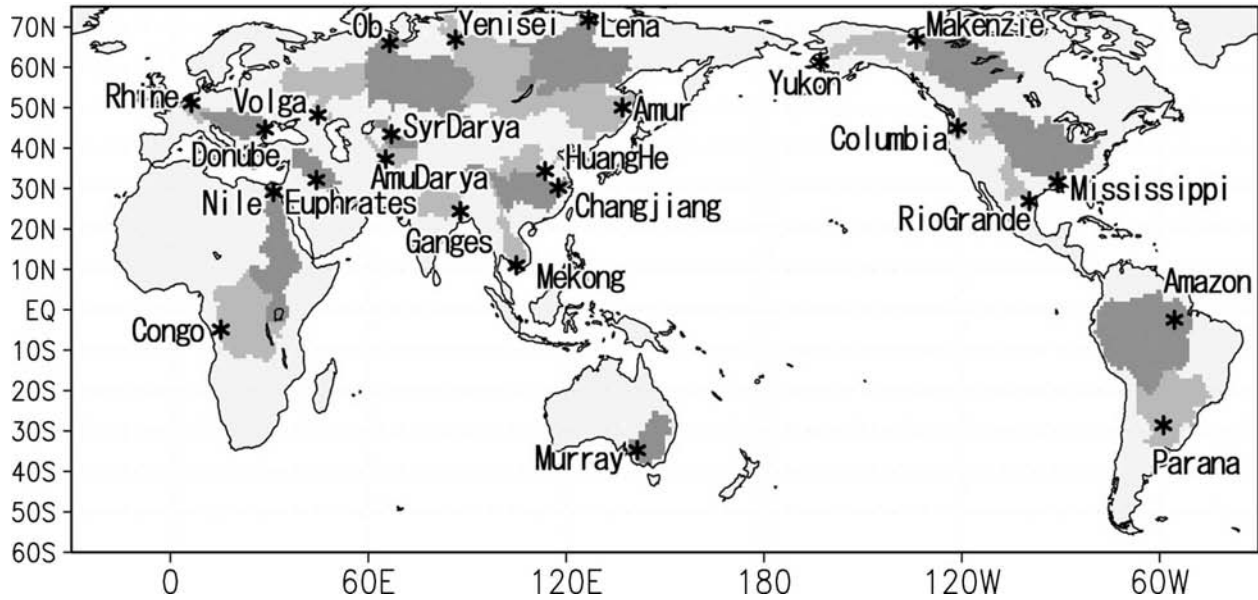 70N
60N
50N
40N
30N
20N
10N
EQ
10S
20S
30S
40S
50S
60S
0
60E
120E
180
120W
60W
Ob
Yenisei
Lena
Makenzie
Rhine
Volga
Yukon
SyrDarya
Amur
Columbia
Donube
HuangHe
AmuDarya
Nile
Euphrates
Changjiang
Mississippi
RioGrande
Ganges
Mekong
Amazon
Congo
Murray
Parana